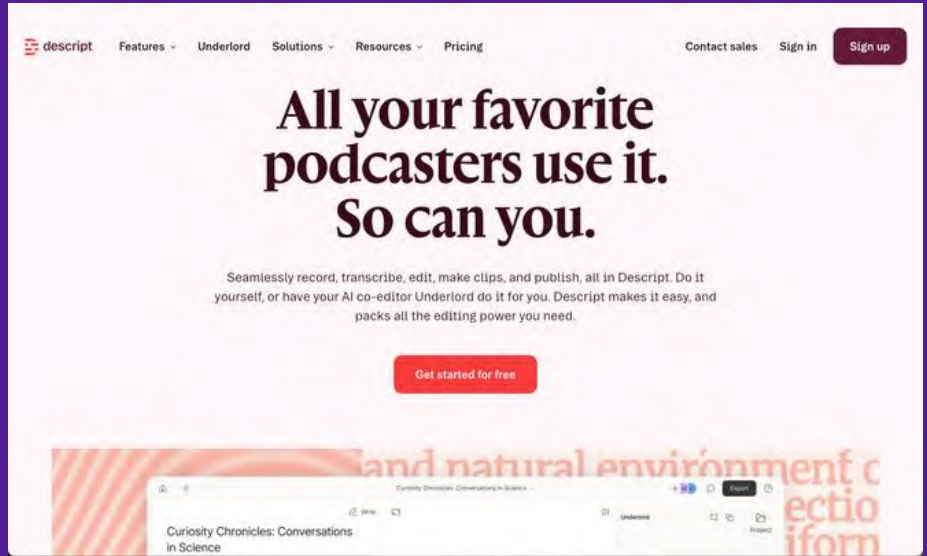 descript Features Underlord Solutions Resources Pricing Contact sales Sign in Sign up
All your favorite
podcasters use it.
So can you.
Seamlessly record, transcribe, edit, make clips, and publish, all in Descript. Do it
yourself, or have your AI co-editor Underlord do it for you. Descript makes it easy, and
packs all the editing power you need.
Get started for free
and natural environment c
Curiosity Chronicles: Conversations in Science
Export
ectio
Write
Underlord
Project
Curiosity Chronicles: Conversations
in Science
iforn